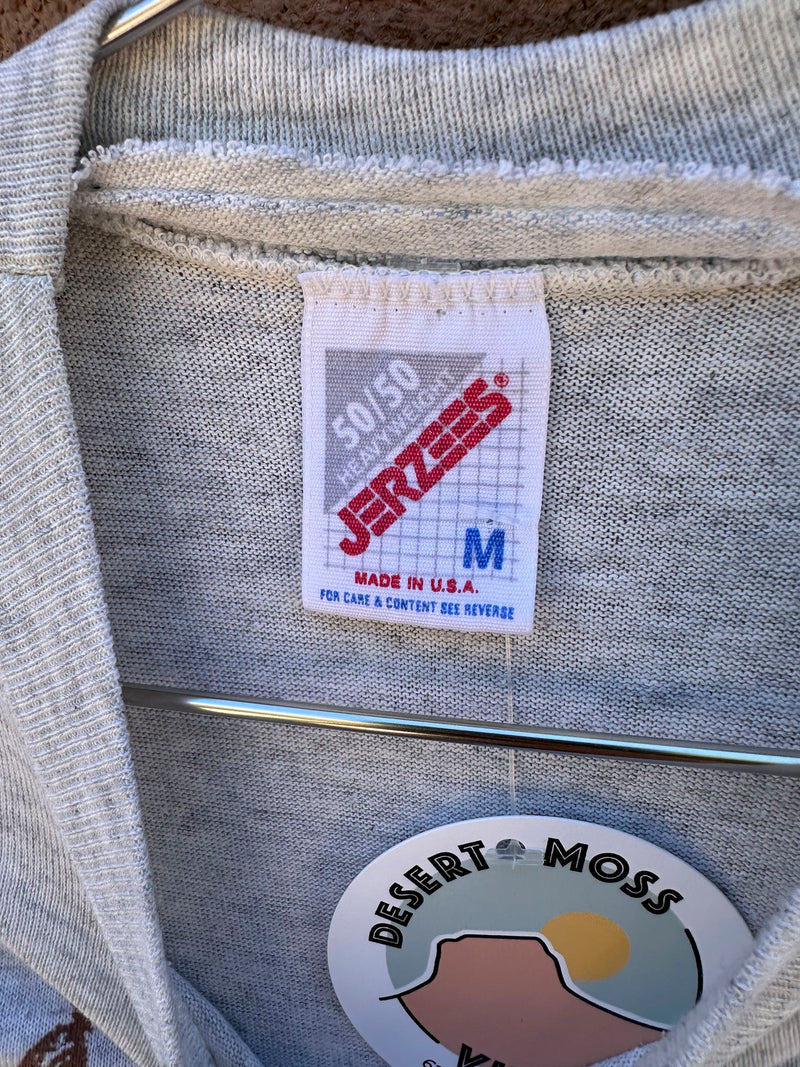 50/50
HEAVYWEIGHT
JERZEES®
M
MADE IN U.S.A.
FOR CARE & CONTENT SEE REVERSE
DESERT MOSS